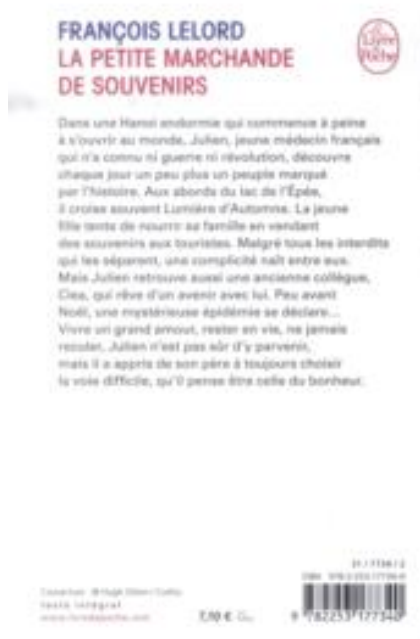 FRANÇOIS LELORD
LA PETITE MARCHANDE
DE SOUVENIRS
Le Livre de Poche
Dans une Hanoi endormie qui commence à peine
à s'ouvrir au monde, Julien, jeune médecin français
qui n'a connu ni guerre ni révolution, découvre
chaque jour un peu plus un peuple marqué
par l'histoire. Aux abords du lac de l'Épée,
il croise souvent Lumière d'Automne. La jeune
fille tente de nourrir sa famille en vendant
des souvenirs aux touristes. Malgré tous les interdits
qui les séparent, une complicité naît entre eux.
Mais Julien retrouve aussi une ancienne collègue,
Clea, qui rêve d'un avenir avec lui. Peu avant
Noël, une mystérieuse épidémie se déclare...
Vivre un grand amour, rester en vie, ne jamais
reculer, Julien n'est pas sûr d'y parvenir,
mais il a appris de son père à toujours choisir
la voie difficile, qu'il pense être celle du bonheur.
texte intégral
www.livredepoche.com
7,10 €
ISBN
9 782253 177340